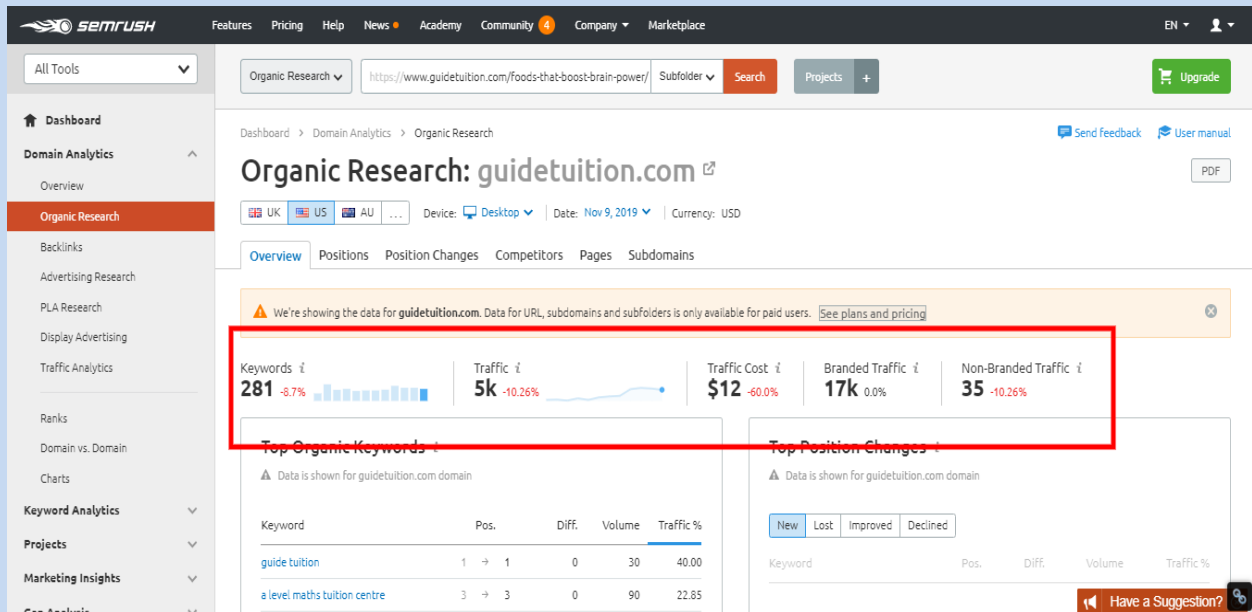 SEMRUSH Features Pricing Help News Academy Community 4 Company Marketplace EN
All Tools
Organic Research https://www.guidetuition.com/foods-that-boost-brain-power/ Subfolder Search Projects + Upgrade
Dashboard
Domain Analytics
Overview
Organic Research
Backlinks
Advertising Research
PLA Research
Display Advertising
Traffic Analytics
Ranks
Domain vs. Domain
Charts
Keyword Analytics
Projects
Marketing Insights
Gap Analysis
Dashboard > Domain Analytics > Organic Research Send feedback User manual
Organic Research: guidetuition.com PDF
UK US AU ... Device: Desktop Date: Nov 9, 2019 Currency: USD
Overview Positions Position Changes Competitors Pages Subdomains
We're showing the data for guidetuition.com. Data for URL, subdomains and subfolders is only available for paid users. See plans and pricing
Keywords i Traffic i Traffic Cost i Branded Traffic i Non-Branded Traffic i
281 -8.7% 5k -10.26% $12 -60.0% 17k 0.0% 35 -10.26%
Top Organic Keywords i
Data is shown for guidetuition.com domain
Keyword Pos. Diff. Volume Traffic %
guide tuition 1 → 1 0 30 40.00
a level maths tuition centre 3 → 3 0 90 22.85
Top Position Changes i
Data is shown for guidetuition.com domain
New Lost Improved Declined
Keyword Pos. Diff. Volume Traffic %
Have a Suggestion?